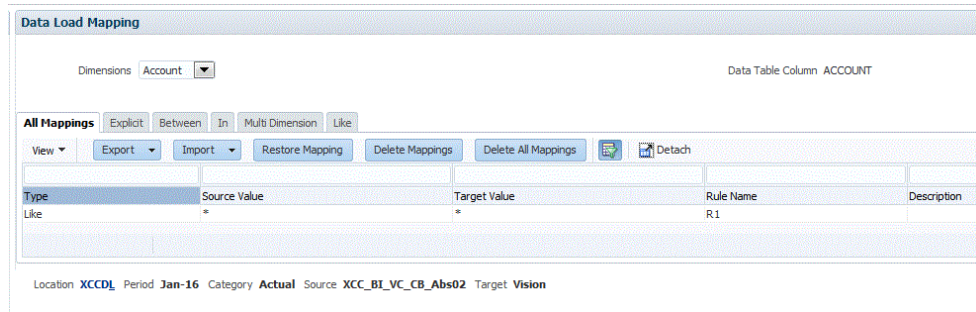 Data Load Mapping
Dimensions Account Data Table Column ACCOUNT
All Mappings Explicit Between In Multi Dimension Like
View Export Import Restore Mapping Delete Mappings Delete All Mappings Detach
Type Source Value Target Value Rule Name Description
Like * * R1
Location XCCDL Period Jan-16 Category Actual Source XCC_BI_VC_CB_Abs02 Target Vision